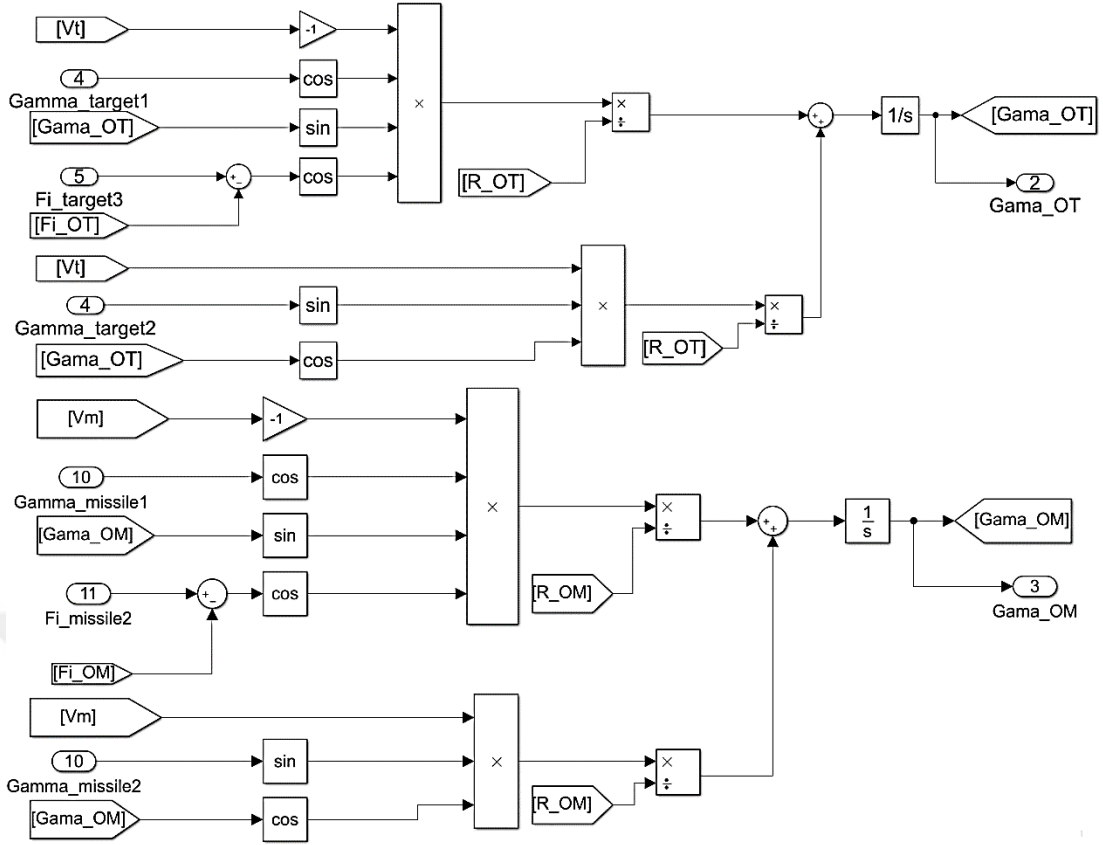 [Vt]
-1
×
4
cos
Gamma_target1
[Gama_OT]
sin
5
+-
cos
Fi_target3
[Fi_OT]
[R_OT]
×
÷
++
1/s
[Gama_OT]
2
Gama_OT
[Vt]
4
sin
×
Gamma_target2
[Gama_OT]
cos
[R_OT]
×
÷
[Vm]
-1
10
cos
Gamma_missile1
×
[Gama_OM]
sin
11
+-
cos
Fi_missile2
[Fi_OM]
[R_OM]
×
÷
++
1
s
[Gama_OM]
3
Gama_OM
[Vm]
10
sin
×
Gamma_missile2
[Gama_OM]
cos
[R_OM]
×
÷